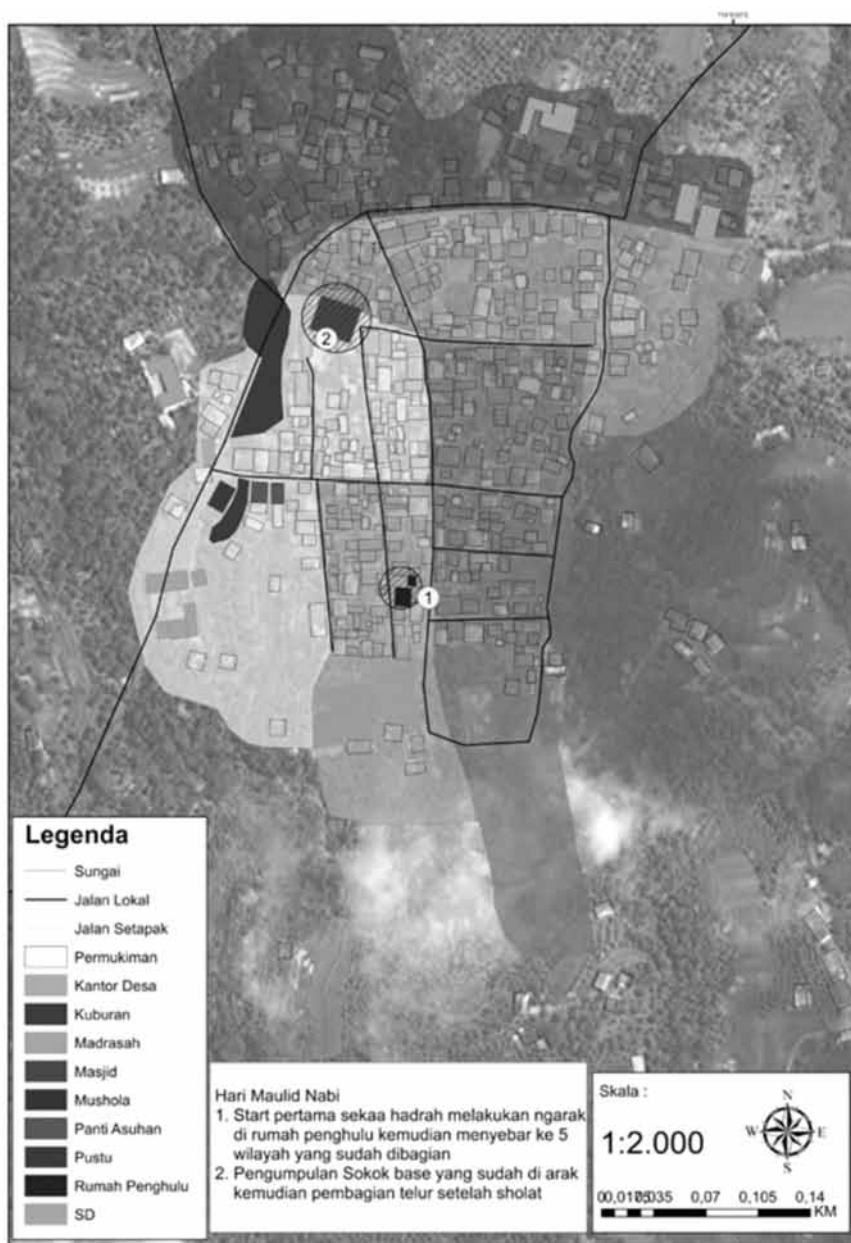 2
1
Legenda
Sungai
Jalan Lokal
Jalan Setapak
Permukiman
Kantor Desa
Kuburan
Madrasah
Masjid
Mushola
Panti Asuhan
Pustu
Rumah Penghulu
SD
Hari Maulid Nabi
1. Start pertama sekaa hadrah melakukan ngarak
di rumah penghulu kemudian menyebar ke 5
wilayah yang sudah dibagian
2. Pengumpulan Sokok base yang sudah di arak
kemudian pembagian telur setelah sholat
Skala :
1:2.000
N
W E
S
0,035 0,07 0,105 0,14
KM